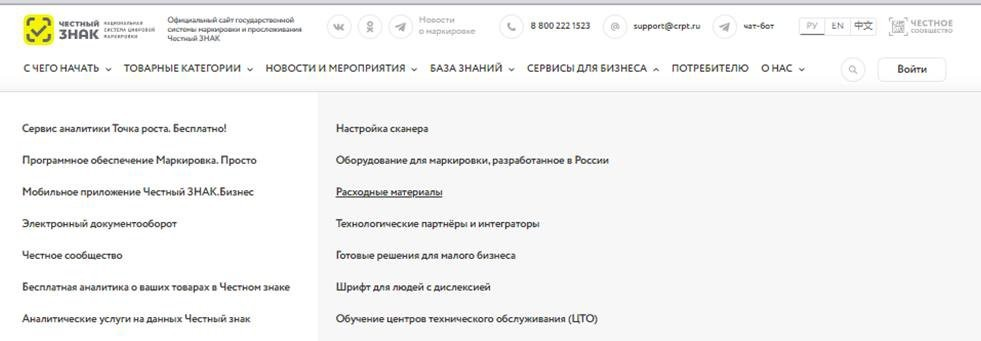 ЧЕСТНЫЙ
ЗНАК
НАЦИОНАЛЬНАЯ
СИСТЕМА ЦИФРОВОЙ
МАРКИРОВКИ
Официальный сайт государственной
системы маркировки и прослеживания
Честный ЗНАК
Новости
о маркировке
8 800 222 1523
support@crpt.ru
чат-бот
РУ EN 中文
ЧЕСТНОЕ
СООБЩЕСТВО
С ЧЕГО НАЧАТЬ ТОВАРНЫЕ КАТЕГОРИИ НОВОСТИ И МЕРОПРИЯТИЯ БАЗА ЗНАНИЙ СЕРВИСЫ ДЛЯ БИЗНЕСА ПОТРЕБИТЕЛЮ О НАС Войти
Сервис аналитики Точка роста. Бесплатно!
Программное обеспечение Маркировка. Просто
Мобильное приложение Честный ЗНАК.Бизнес
Электронный документооборот
Честное сообщество
Бесплатная аналитика о ваших товарах в Честном знаке
Аналитические услуги на данных Честный знак
Настройка сканера
Оборудование для маркировки, разработанное в России
Расходные материалы
Технологические партнёры и интеграторы
Готовые решения для малого бизнеса
Шрифт для людей с дислексией
Обучение центров технического обслуживания (ЦТО)